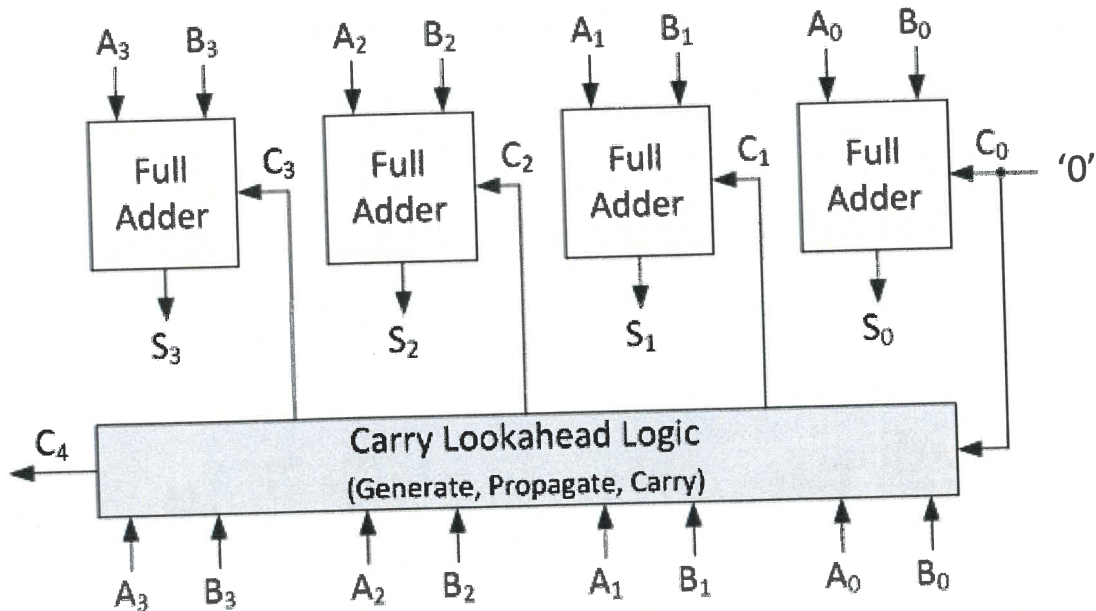 A₃ B₃ A₂ B₂ A₁ B₁ A₀ B₀
Full Adder
C₃
Full Adder
C₂
Full Adder
C₁
Full Adder
C₀
'0'
S₃ S₂ S₁ S₀
C₄
Carry Lookahead Logic
(Generate, Propagate, Carry)
A₃ B₃ A₂ B₂ A₁ B₁ A₀ B₀